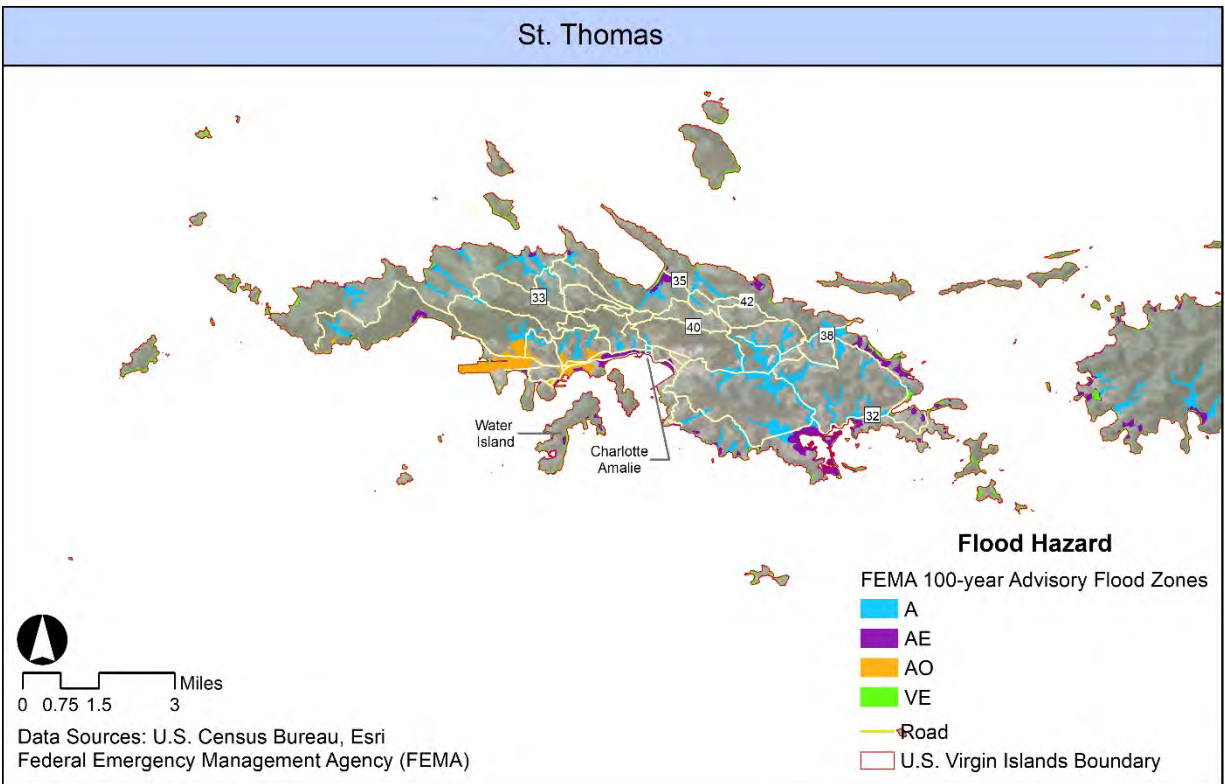 St. Thomas
35
33
42
40
38
32
Water
Island
Charlotte
Amalie
Flood Hazard
FEMA 100-year Advisory Flood Zones
A
AE
AO
VE
Road
U.S. Virgin Islands Boundary
Miles
0 0.75 1.5 3
Data Sources: U.S. Census Bureau, Esri
Federal Emergency Management Agency (FEMA)